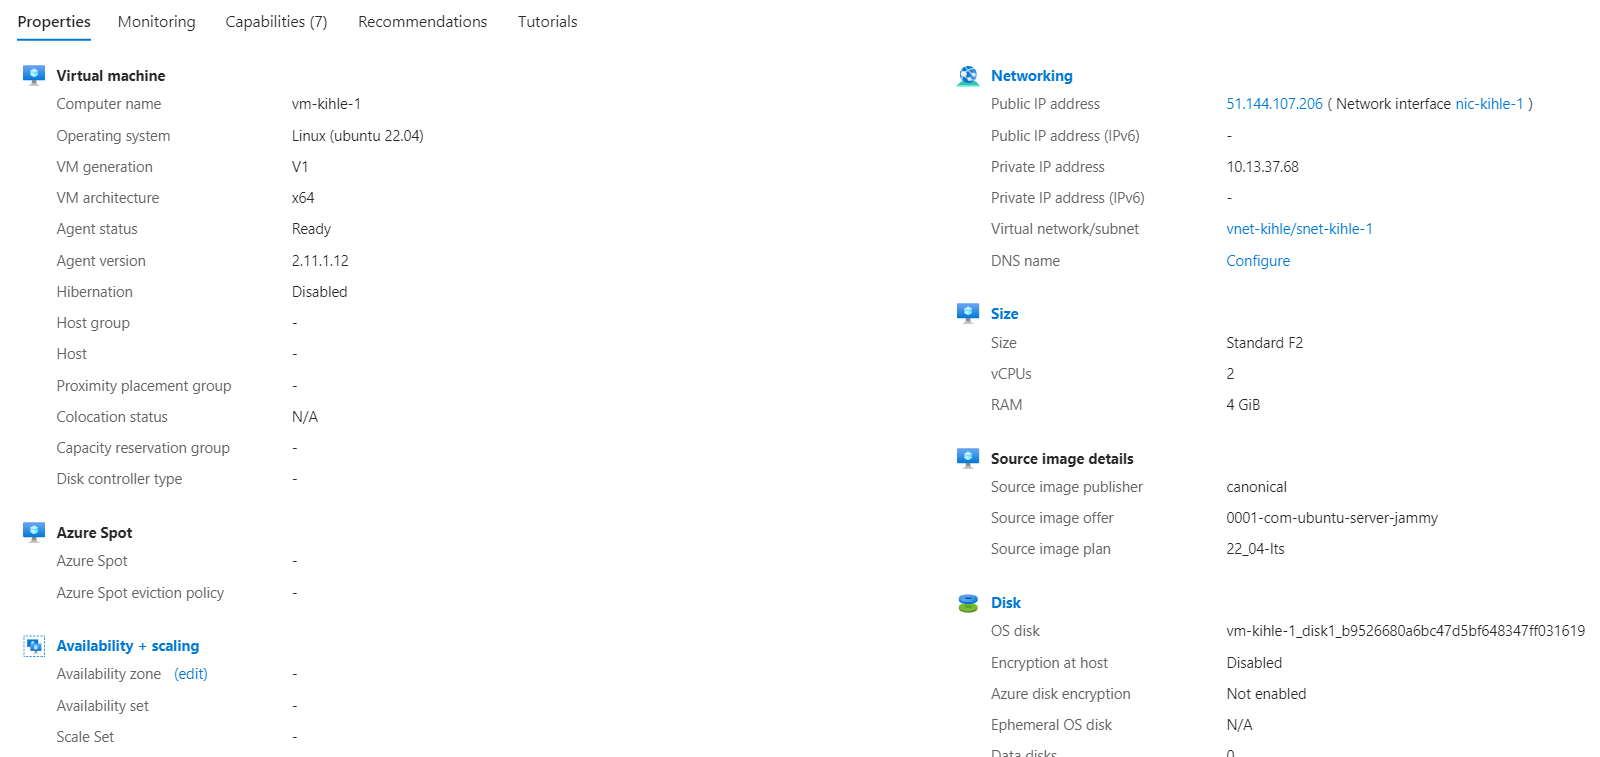 Properties Monitoring Capabilities (7) Recommendations Tutorials
Virtual machine
Computer name vm-kihle-1
Operating system Linux (ubuntu 22.04)
VM generation V1
VM architecture x64
Agent status Ready
Agent version 2.11.1.12
Hibernation Disabled
Host group -
Host -
Proximity placement group -
Colocation status N/A
Capacity reservation group -
Disk controller type -
Azure Spot
Azure Spot -
Azure Spot eviction policy -
Availability + scaling
Availability zone (edit) -
Availability set -
Scale Set -
Networking
Public IP address 51.144.107.206 ( Network interface nic-kihle-1 )
Public IP address (IPv6) -
Private IP address 10.13.37.68
Private IP address (IPv6) -
Virtual network/subnet vnet-kihle/snet-kihle-1
DNS name Configure
Size
Size Standard F2
vCPUs 2
RAM 4 GiB
Source image details
Source image publisher canonical
Source image offer 0001-com-ubuntu-server-jammy
Source image plan 22_04-lts
Disk
OS disk vm-kihle-1_disk1_b9526680a6bc47d5bf648347ff031619
Encryption at host Disabled
Azure disk encryption Not enabled
Ephemeral OS disk N/A
Data disks 0